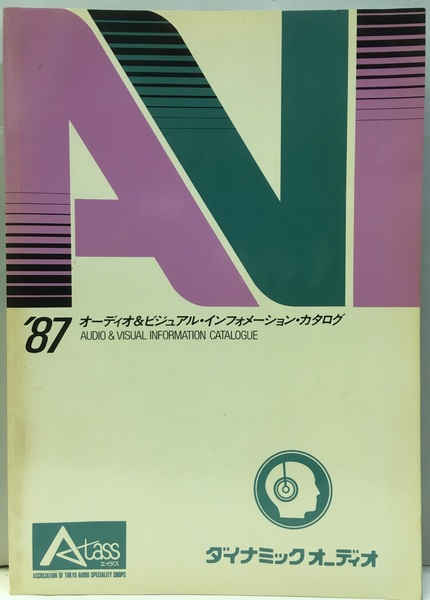 AVI
'87
オーディオ&ビジュアル・インフォメーション・カタログ
AUDIO & VISUAL INFORMATION CATALOGUE
Atass
エイタス
ASSOCIATION OF TOKYO AUDIO SPECIALITY SHOPS
ダイナミックオーディオ